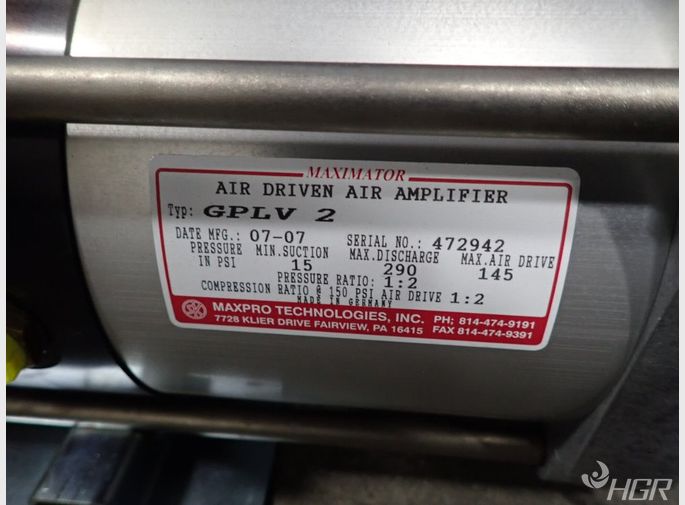 MAXIMATOR
AIR DRIVEN AIR AMPLIFIER
Typ: GPLV 2
DATE MFG.: 07-07 SERIAL NO.: 472942
PRESSURE MIN.SUCTION MAX.DISCHARGE MAX.AIR DRIVE
IN PSI 15 290 145
PRESSURE RATIO: 1:2
COMPRESSION RATIO @ 150 PSI AIR DRIVE 1:2
MADE IN GERMANY
MAXPRO TECHNOLOGIES, INC. PH; 814-474-9191
7728 KLIER DRIVE FAIRVIEW, PA 16415 FAX 814-474-9391
HGR